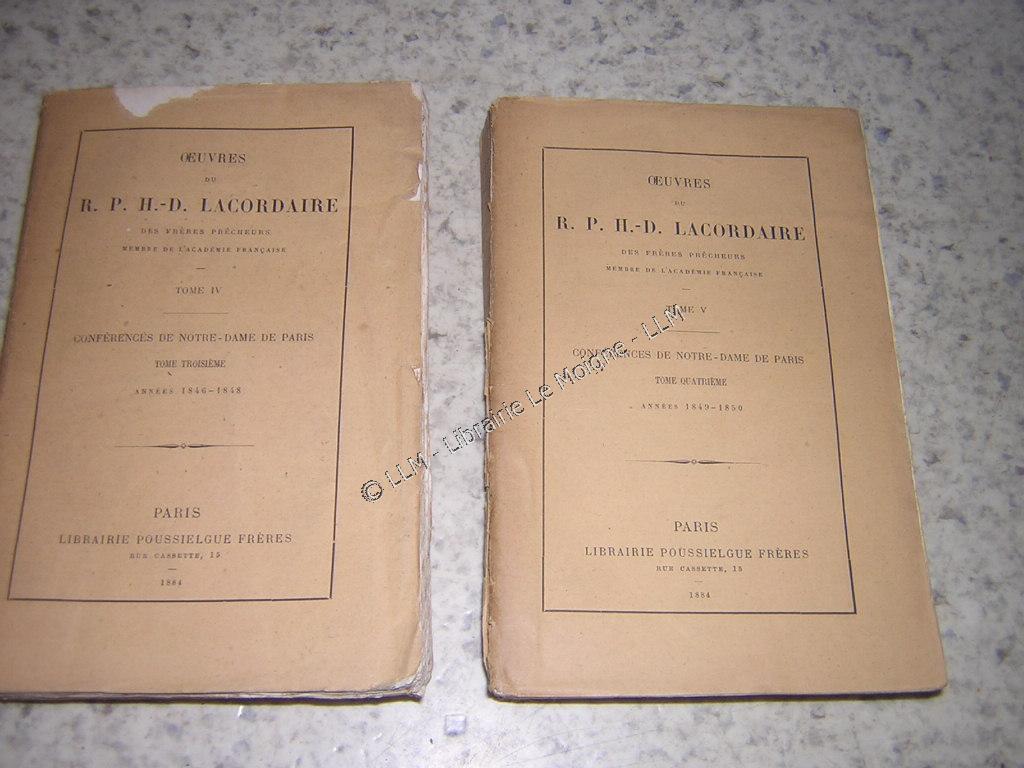 ŒUVRES
DU
R. P. H.-D. LACORDAIRE
DES FRÈRES PRÊCHEURS
MEMBRE DE L'ACADÉMIE FRANÇAISE
TOME IV
CONFÉRENCES DE NOTRE-DAME DE PARIS
TOME TROISIÈME
ANNÉES 1846-1848
PARIS
LIBRAIRIE POUSSIELGUE FRÈRES
RUE CASSETTE, 15
1884
ŒUVRES
DU
R. P. H.-D. LACORDAIRE
DES FRÈRES PRÊCHEURS
MEMBRE DE L'ACADÉMIE FRANÇAISE
TOME V
CONFÉRENCES DE NOTRE-DAME DE PARIS
TOME QUATRIÈME
ANNÉES 1849-1850
PARIS
LIBRAIRIE POUSSIELGUE FRÈRES
RUE CASSETTE, 15
1884
© LLM - Librairie Le Moigne - LLM